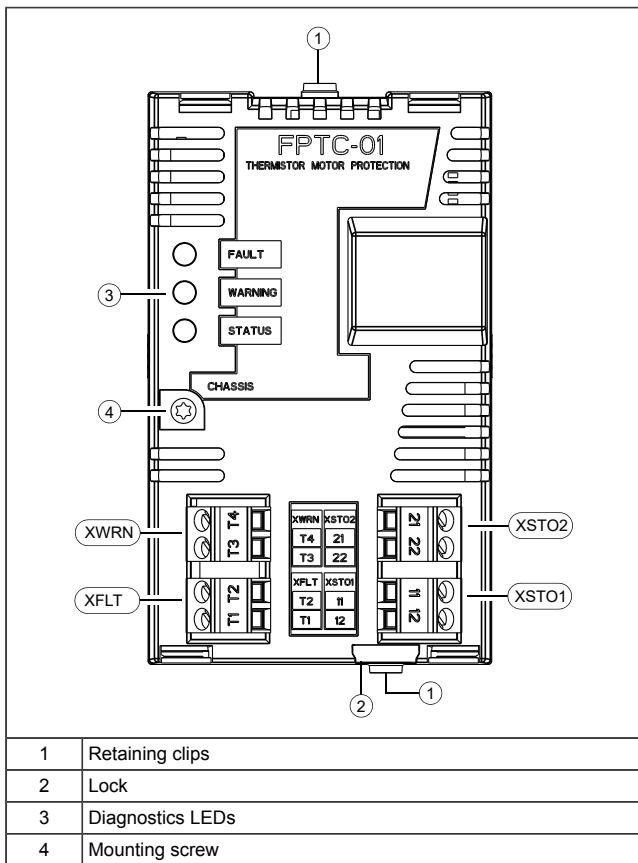 1
FPTC-01
THERMISTOR MOTOR PROTECTION
FAULT
3
WARNING
STATUS
CHASSIS
4
XWRN
T4
T3
XWRN XSTO2
T4 21
T3 22
21
22
XSTO2
XFLT
T2
T1
XFLT XSTO1
T2 11
T1 12
11
12
XSTO1
2
1
1 Retaining clips
2 Lock
3 Diagnostics LEDs
4 Mounting screw